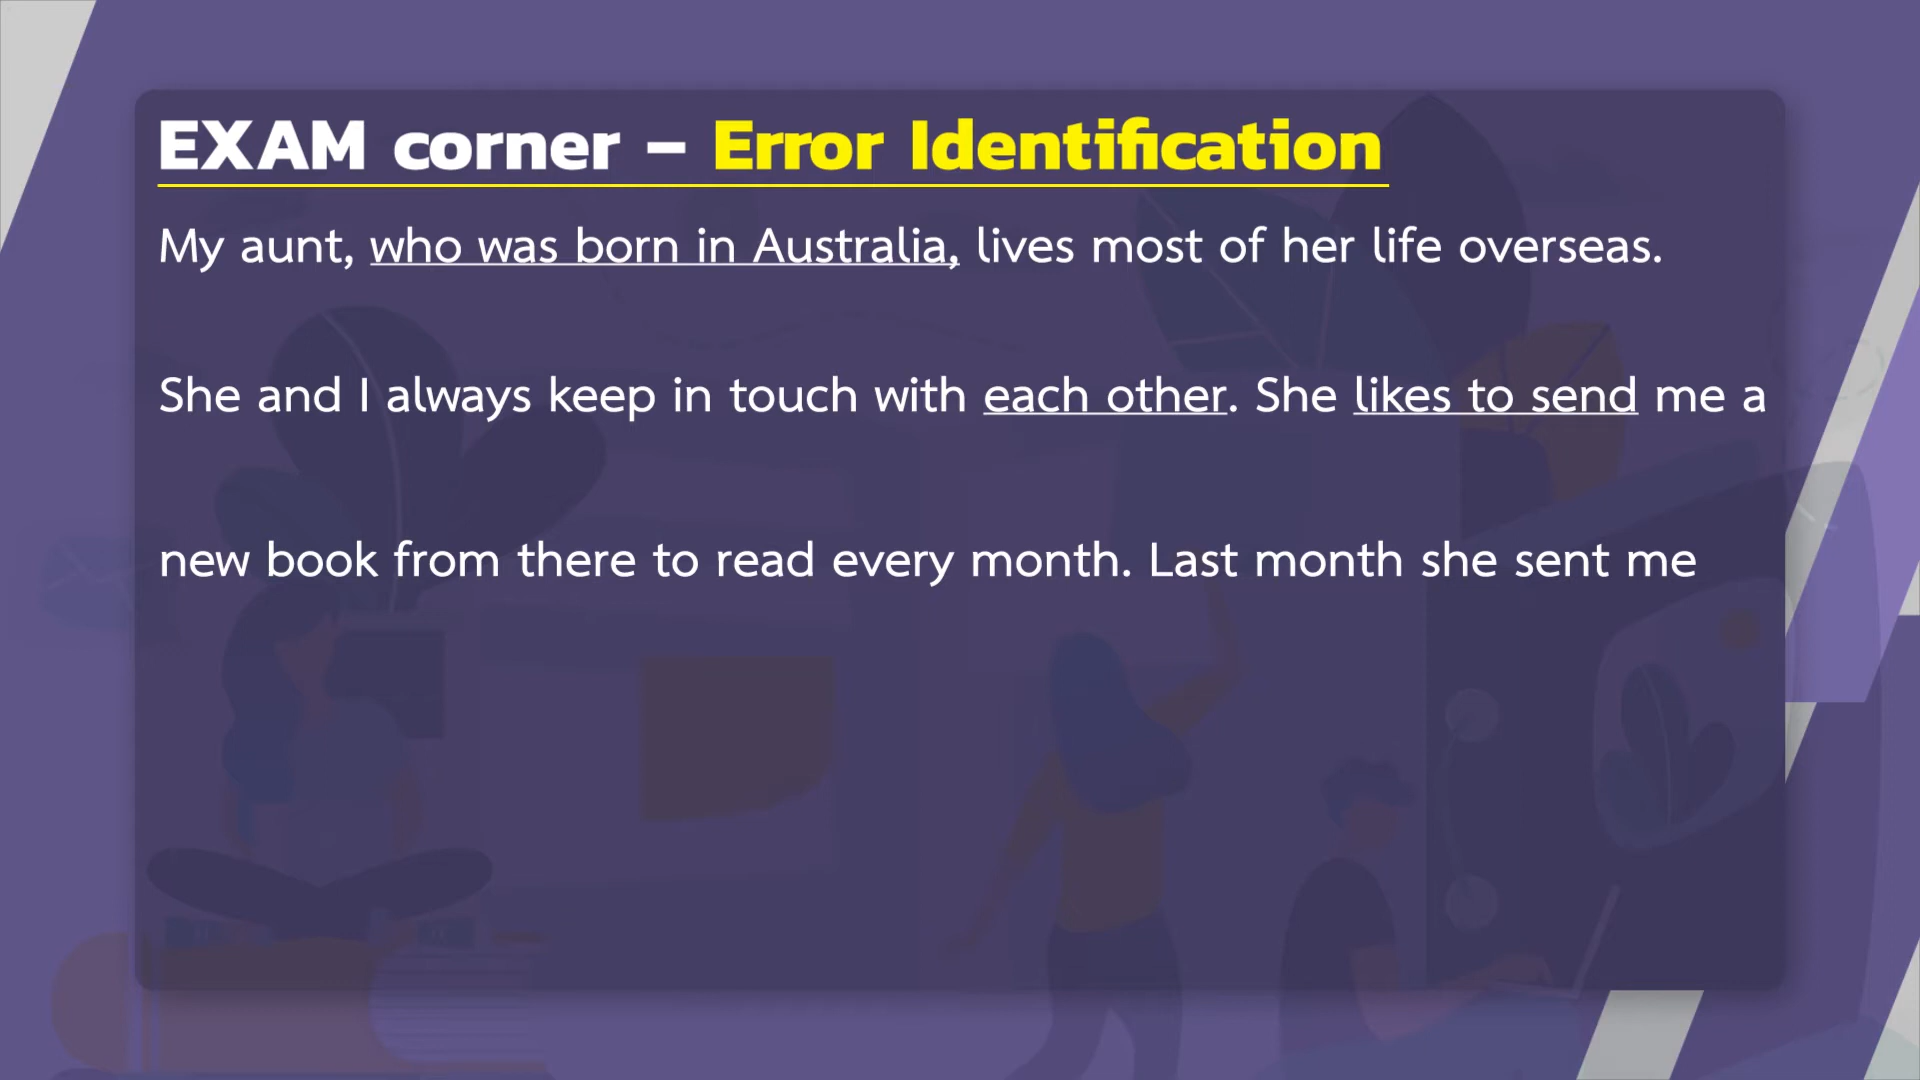 EXAM corner – Error Identification
My aunt, who was born in Australia, lives most of her life overseas.
She and I always keep in touch with each other. She likes to send me a
new book from there to read every month. Last month she sent me